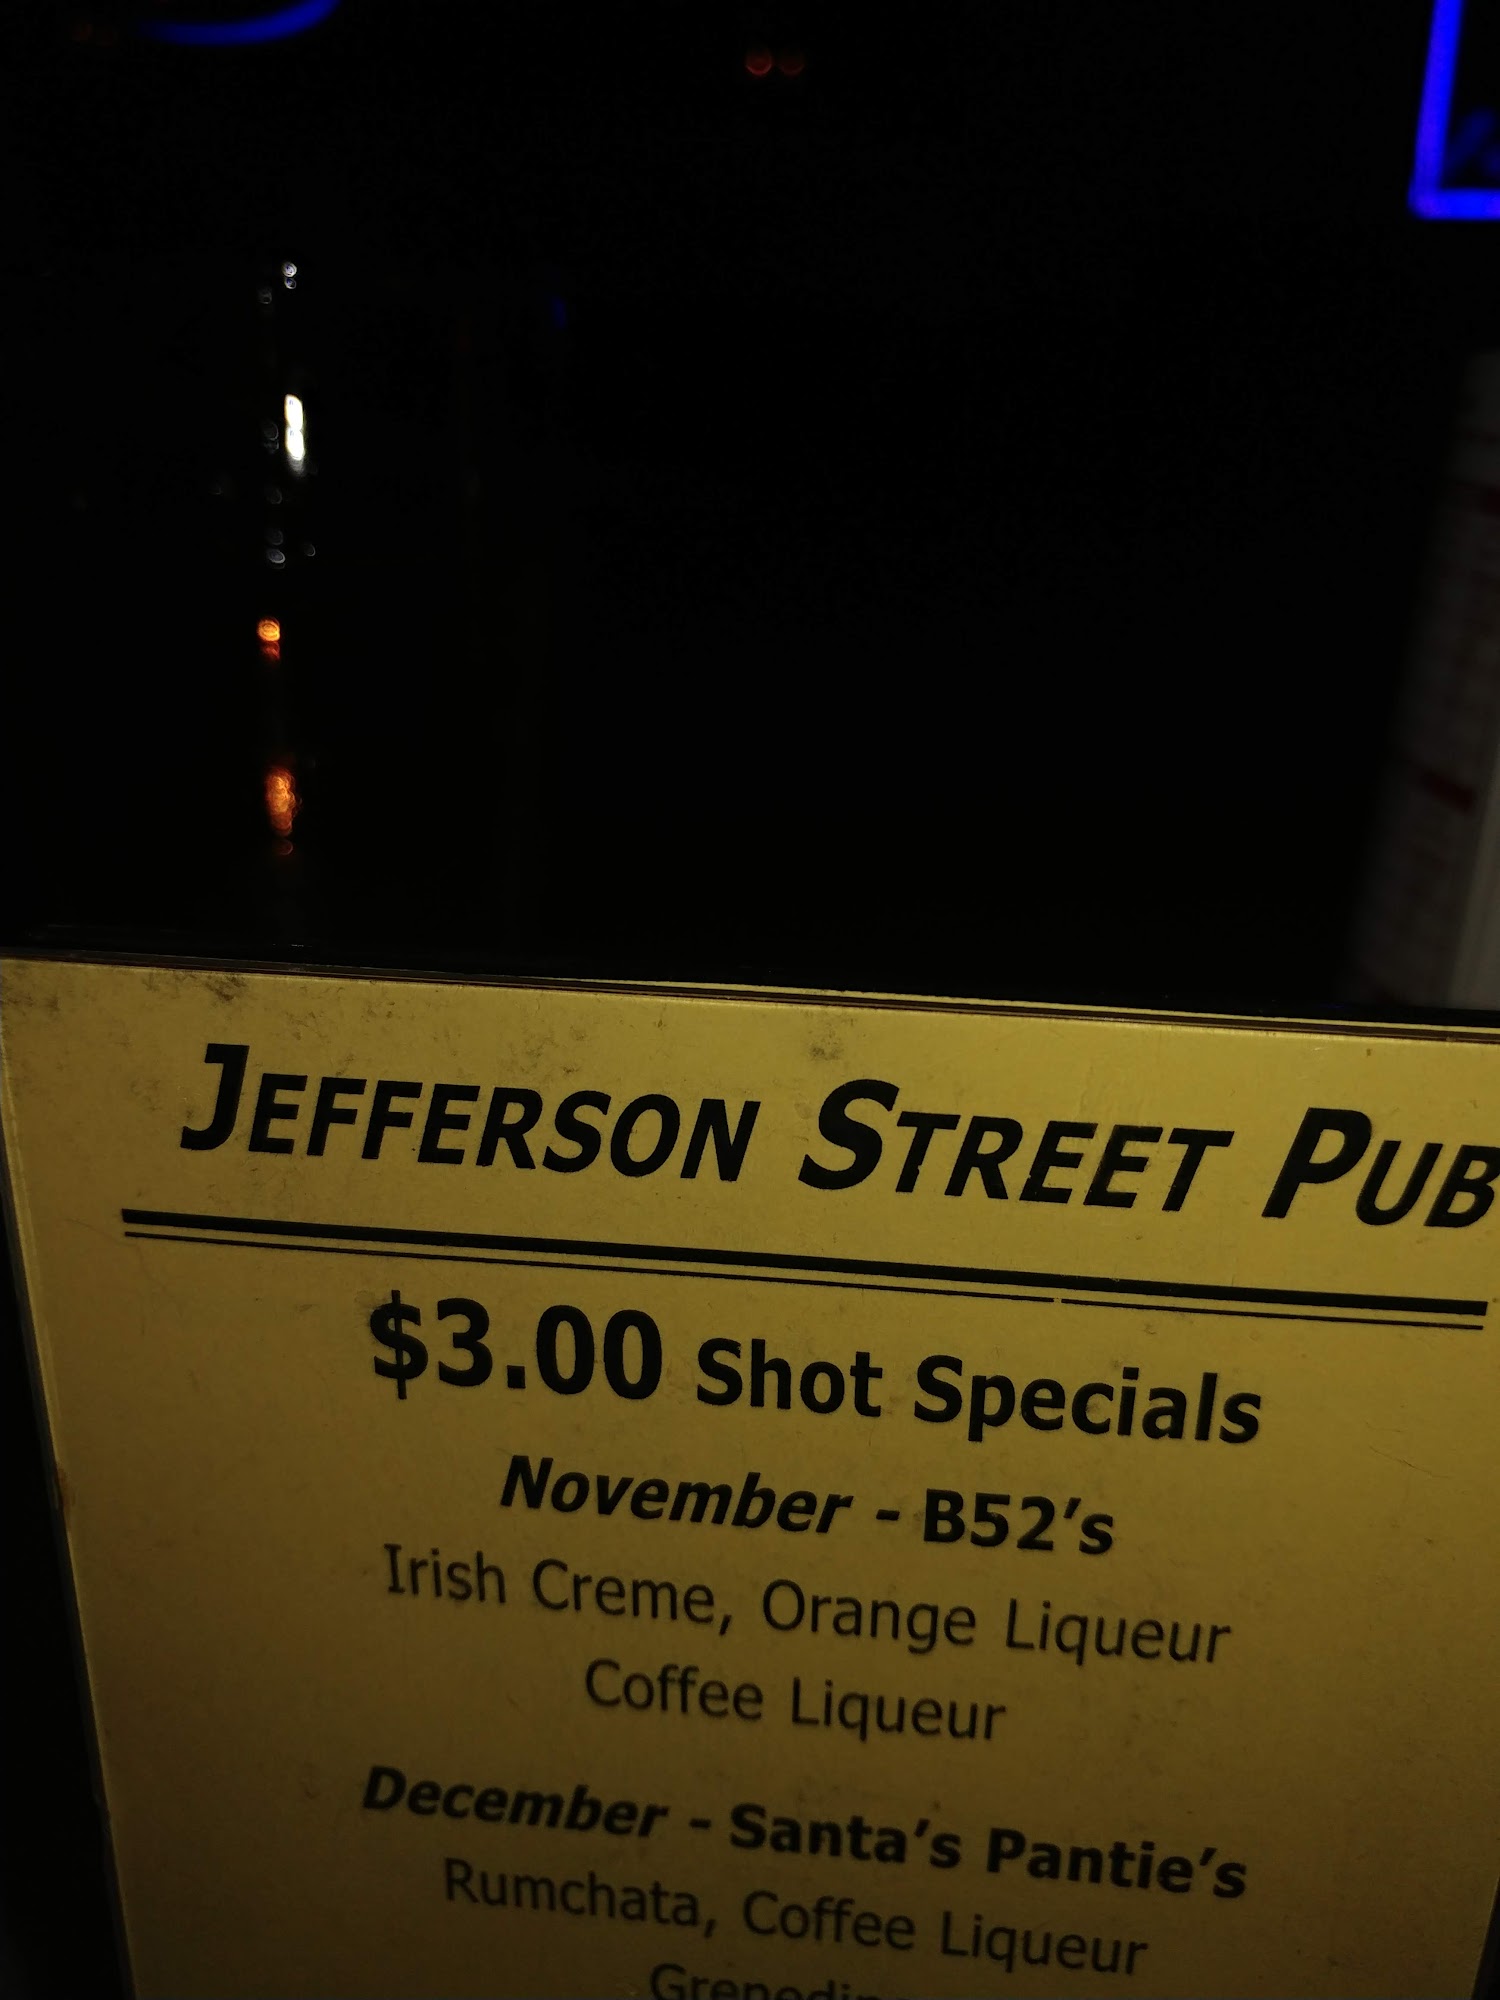 JEFFERSON STREET PUB
$3.00 Shot Specials
November - B52's
Irish Creme, Orange Liqueur
Coffee Liqueur
December - Santa's Pantie's
Rumchata, Coffee Liqueur